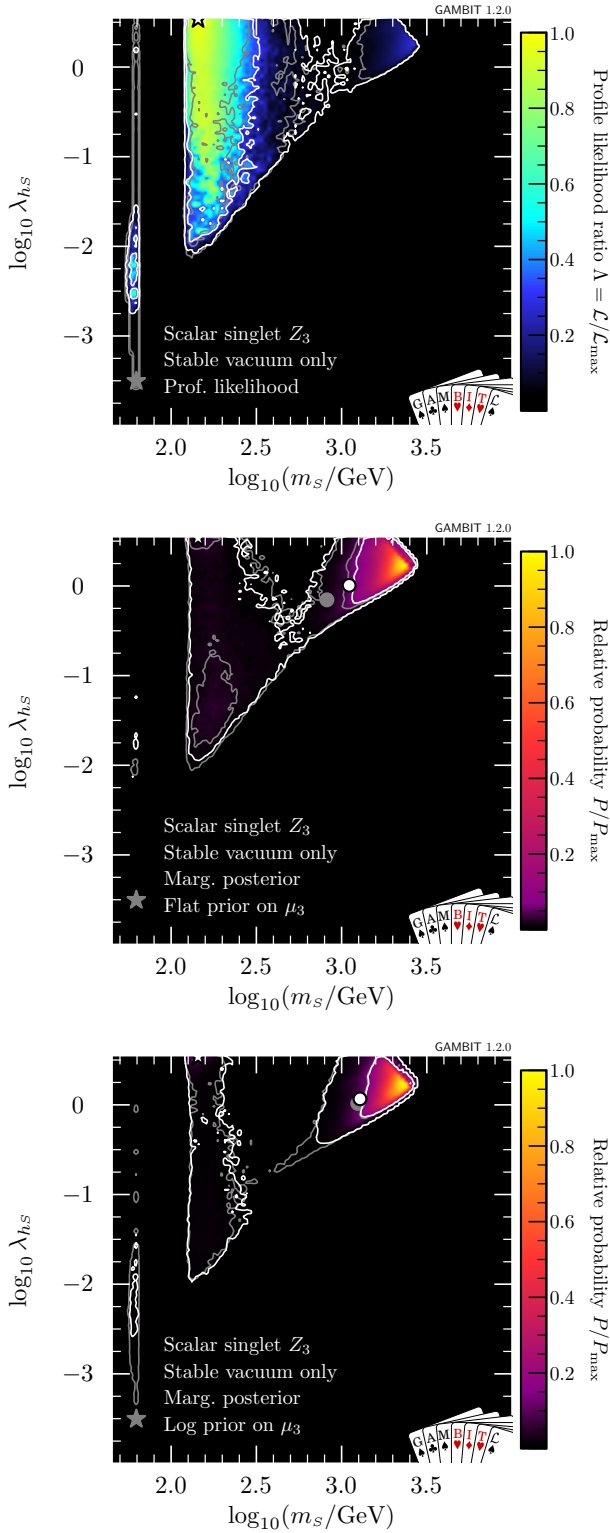 GAMBIT 1.2.0
0
−1
−2
−3
log₁₀ λₕS
Scalar singlet Z₃
Stable vacuum only
Prof. likelihood
G A M B I T L
2.0 2.5 3.0 3.5
log₁₀(mS/GeV)
1.0
0.8
0.6
0.4
0.2
Profile likelihood ratio Λ = ℒ/ℒmax
GAMBIT 1.2.0
0
−1
−2
−3
log₁₀ λₕS
Scalar singlet Z₃
Stable vacuum only
Marg. posterior
Flat prior on μ₃
G A M B I T L
2.0 2.5 3.0 3.5
log₁₀(mS/GeV)
1.0
0.8
0.6
0.4
0.2
Relative probability P/Pmax
GAMBIT 1.2.0
0
−1
−2
−3
log₁₀ λₕS
Scalar singlet Z₃
Stable vacuum only
Marg. posterior
Log prior on μ₃
G A M B I T L
2.0 2.5 3.0 3.5
log₁₀(mS/GeV)
1.0
0.8
0.6
0.4
0.2
Relative probability P/Pmax